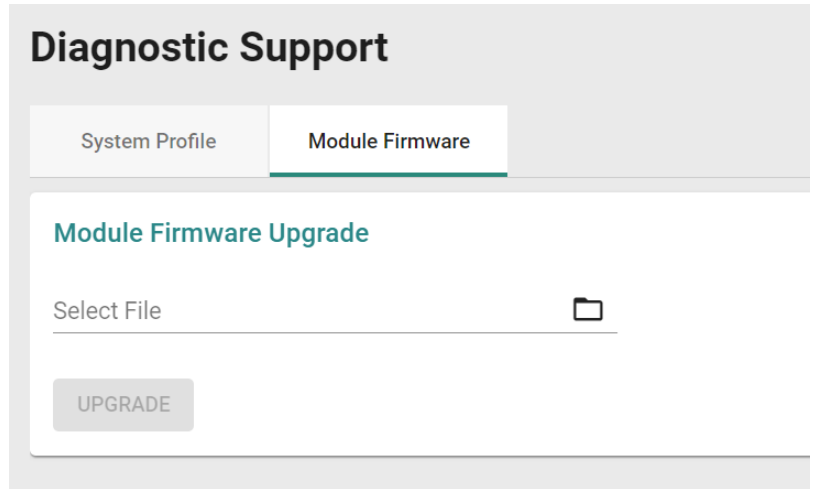 Diagnostic Support
System Profile Module Firmware
Module Firmware Upgrade
Select File
UPGRADE